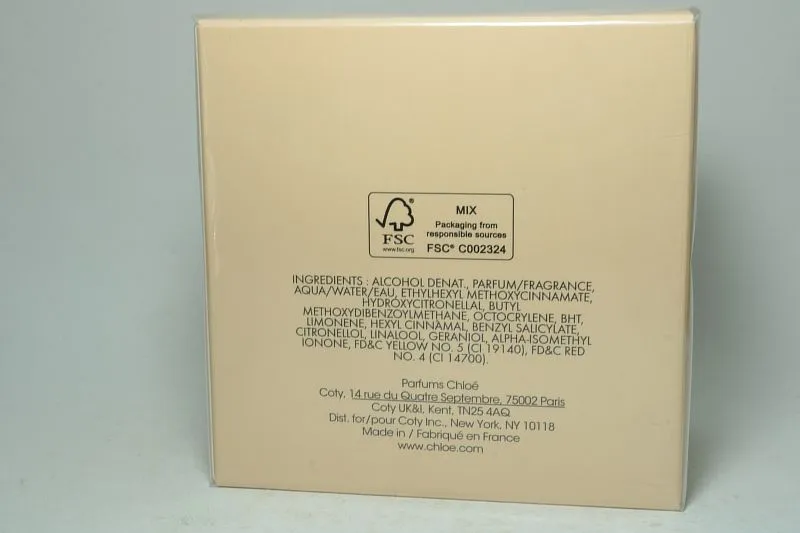 MIX
Packaging from
responsible sources
FSC® C002324
FSC®
www.fsc.org
INGREDIENTS : ALCOHOL DENAT., PARFUM/FRAGRANCE,
AQUA/WATER/EAU, ETHYLHEXYL METHOXYCINNAMATE,
HYDROXYCITRONELLAL, BUTYL
METHOXYDIBENZOYLMETHANE, OCTOCRYLENE, BHT,
LIMONENE, HEXYL CINNAMAL, BENZYL SALICYLATE,
CITRONELLOL, LINALOOL, GERANIOL, ALPHA-ISOMETHYL
IONONE, FD&C YELLOW NO. 5 (CI 19140), FD&C RED
NO. 4 (CI 14700).
Parfums Chloé
Coty, 14 rue du Quatre Septembre, 75002 Paris
Coty UK&I, Kent, TN25 4AQ
Dist. for/pour Coty Inc., New York, NY 10118
Made in / Fabriqué en France
www.chloe.com